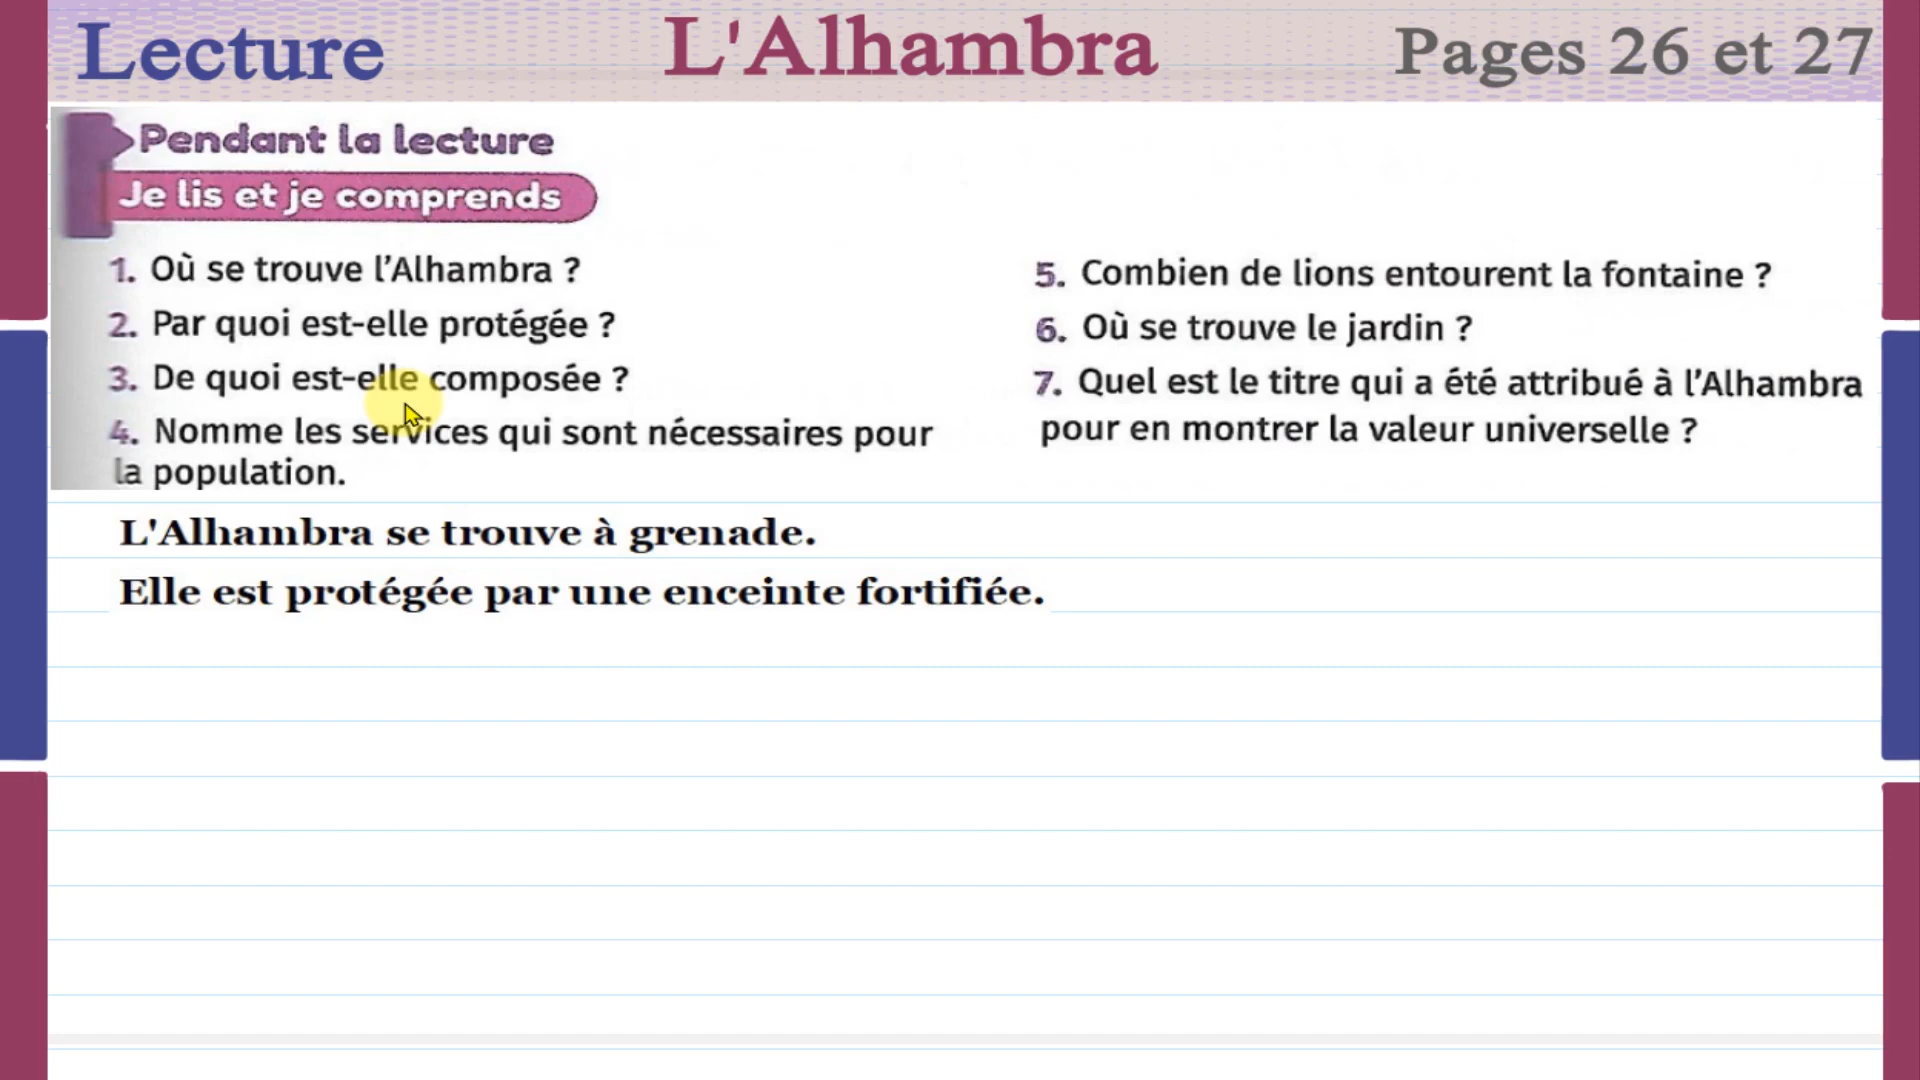 Lecture
L'Alhambra
Pages 26 et 27
Pendant la lecture
Je lis et je comprends
1. Où se trouve l'Alhambra ?
2. Par quoi est-elle protégée ?
3. De quoi est-elle composée ?
4. Nomme les services qui sont nécessaires pour
la population.
5. Combien de lions entourent la fontaine ?
6. Où se trouve le jardin ?
7. Quel est le titre qui a été attribué à l'Alhambra
pour en montrer la valeur universelle ?
L'Alhambra se trouve à grenade.
Elle est protégée par une enceinte fortifiée.